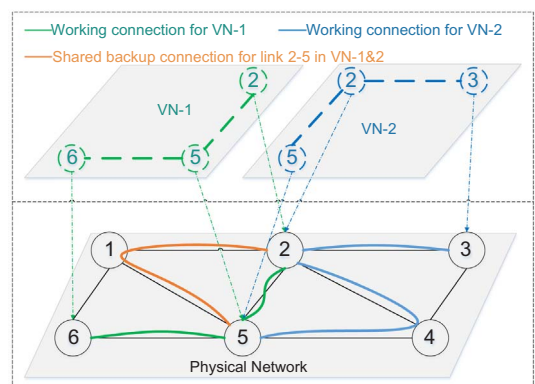 Working connection for VN-1 Working connection for VN-2
Shared backup connection for link 2-5 in VN-1&2
2 2 3
VN-1
VN-2
6 5 5
1 2 3
6 5 4
Physical Network